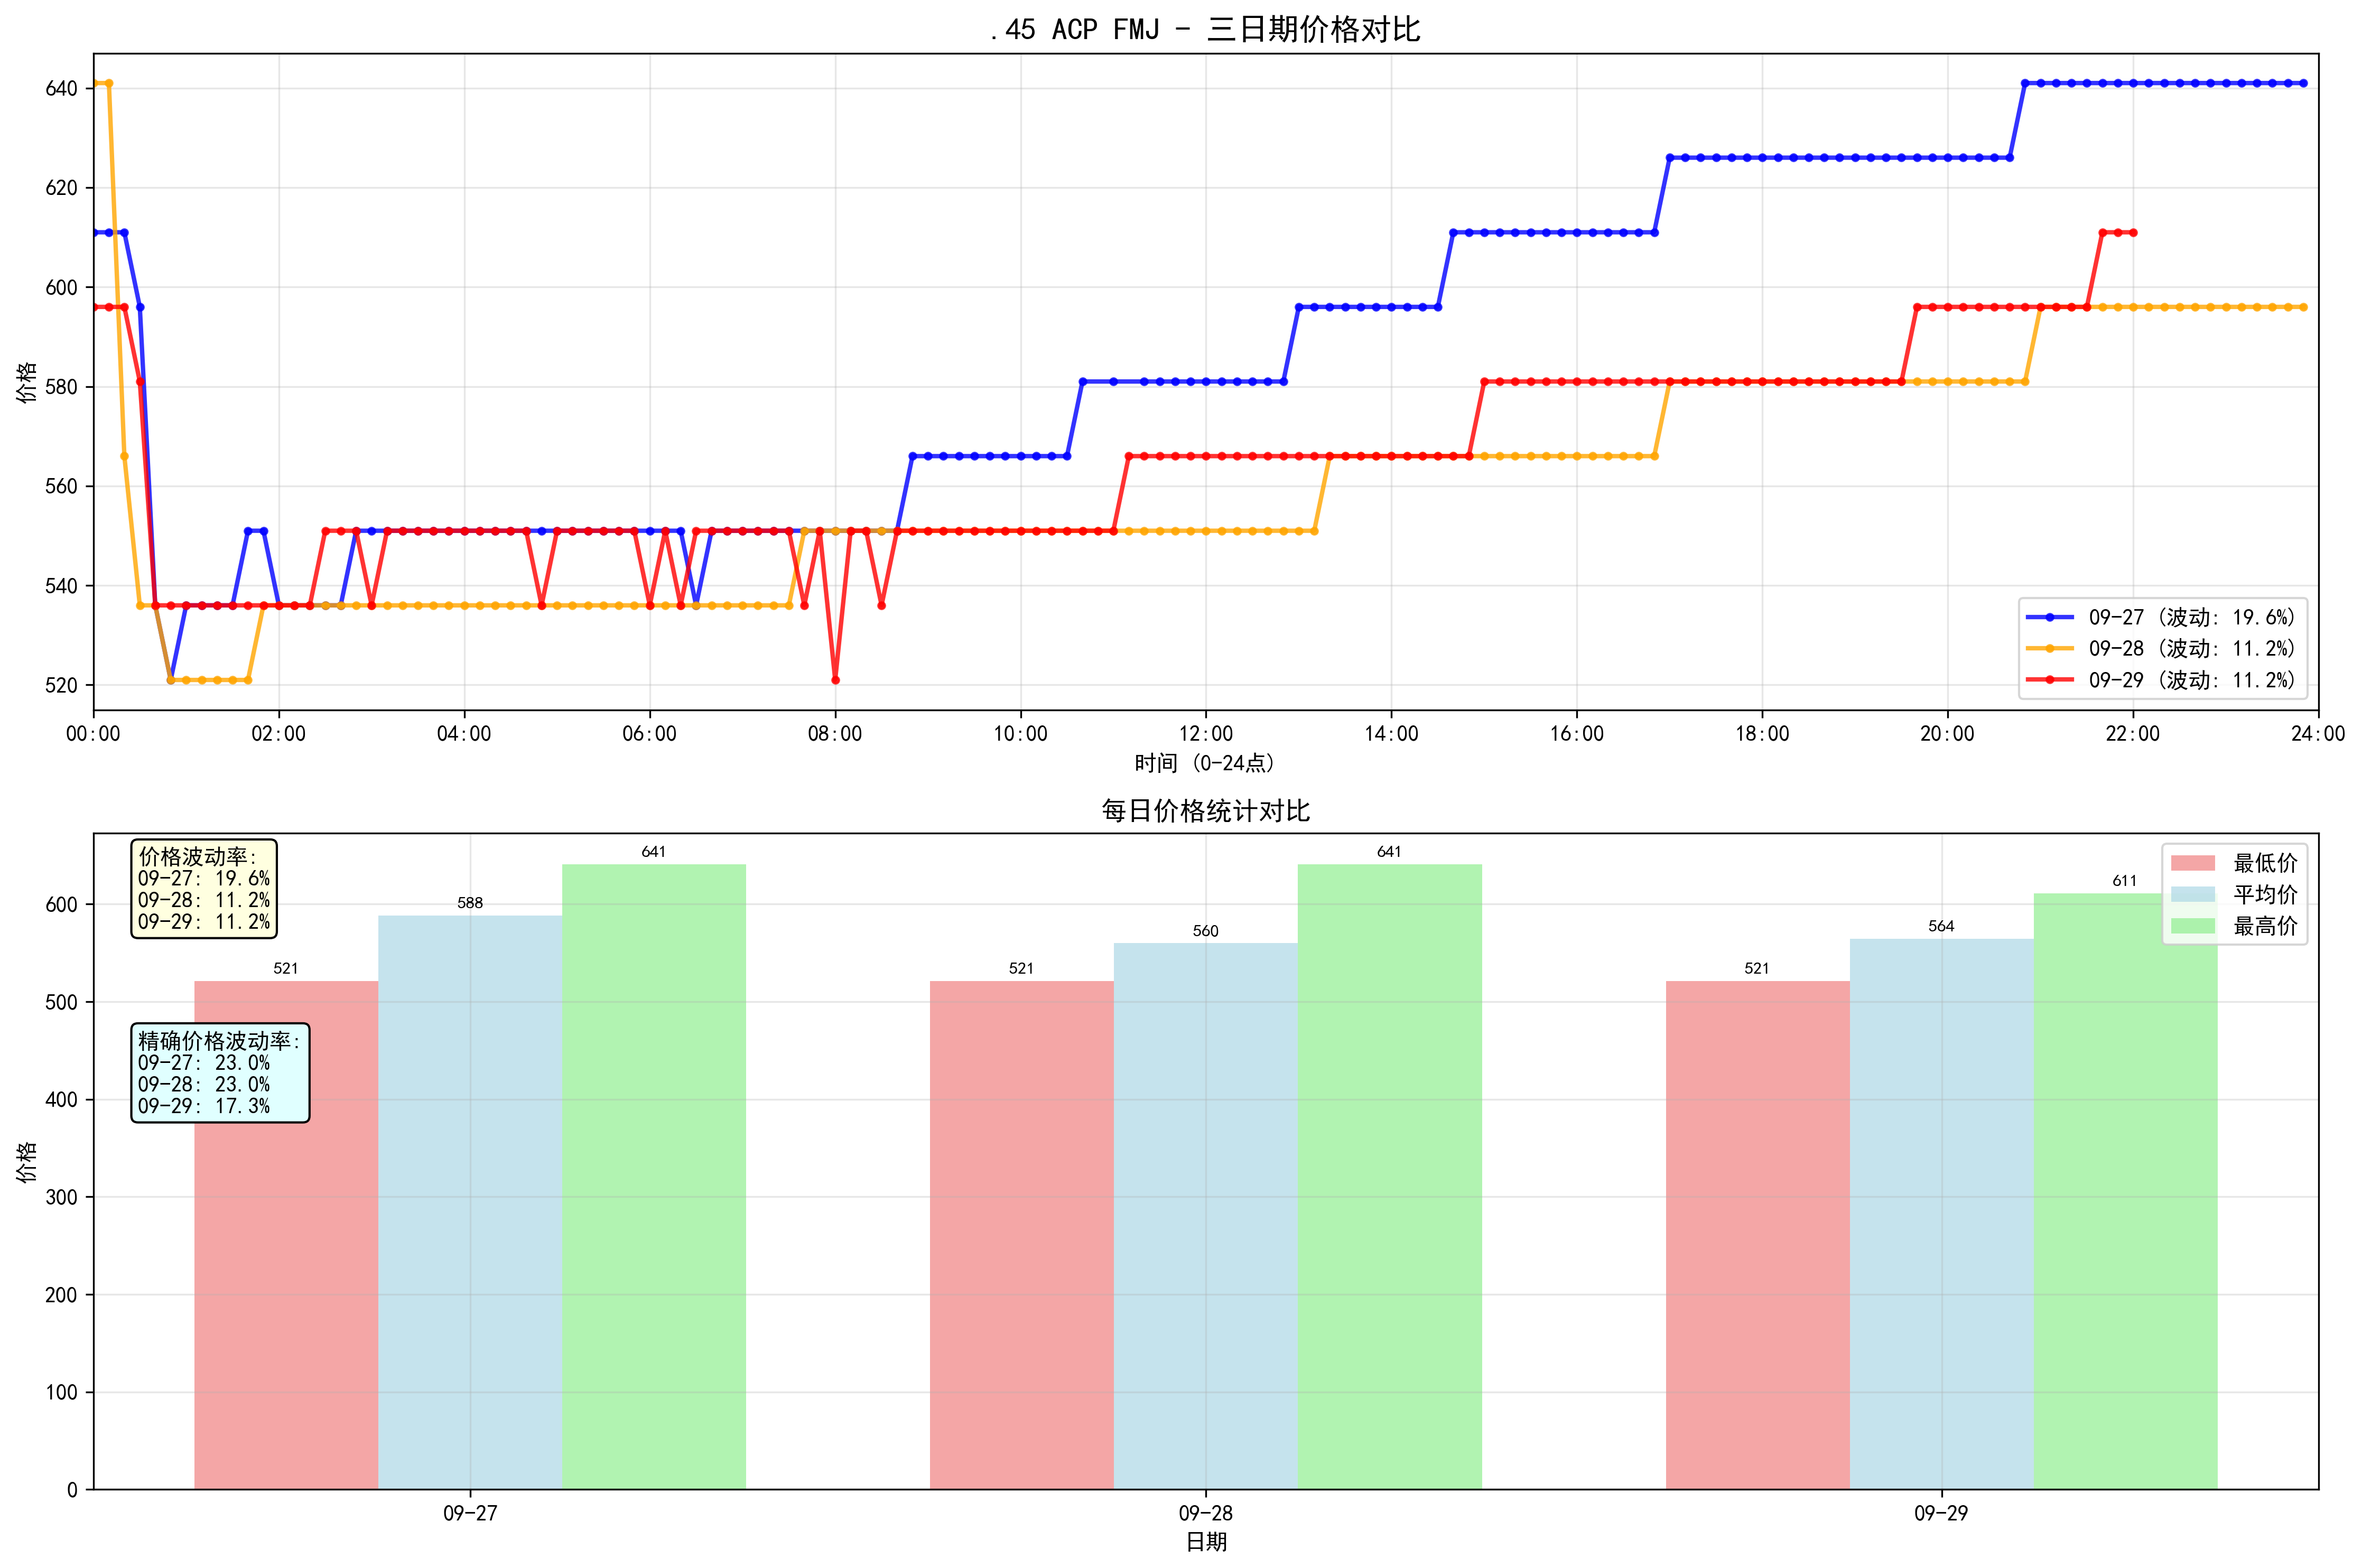 .45 ACP FMJ - 三日期价格对比
价格
640
620
600
580
560
540
520
00:00 02:00 04:00 06:00 08:00 10:00 12:00 14:00 16:00 18:00 20:00 22:00 24:00
时间 (0-24点)
09-27 (波动: 19.6%)
09-28 (波动: 11.2%)
09-29 (波动: 11.2%)
每日价格统计对比
价格
600
500
400
300
200
100
0
价格波动率:
09-27: 19.6%
09-28: 11.2%
09-29: 11.2%
精确价格波动率:
09-27: 23.0%
09-28: 23.0%
09-29: 17.3%
521 588 641
521 560 641
521 564 611
最低价
平均价
最高价
09-27 09-28 09-29
日期